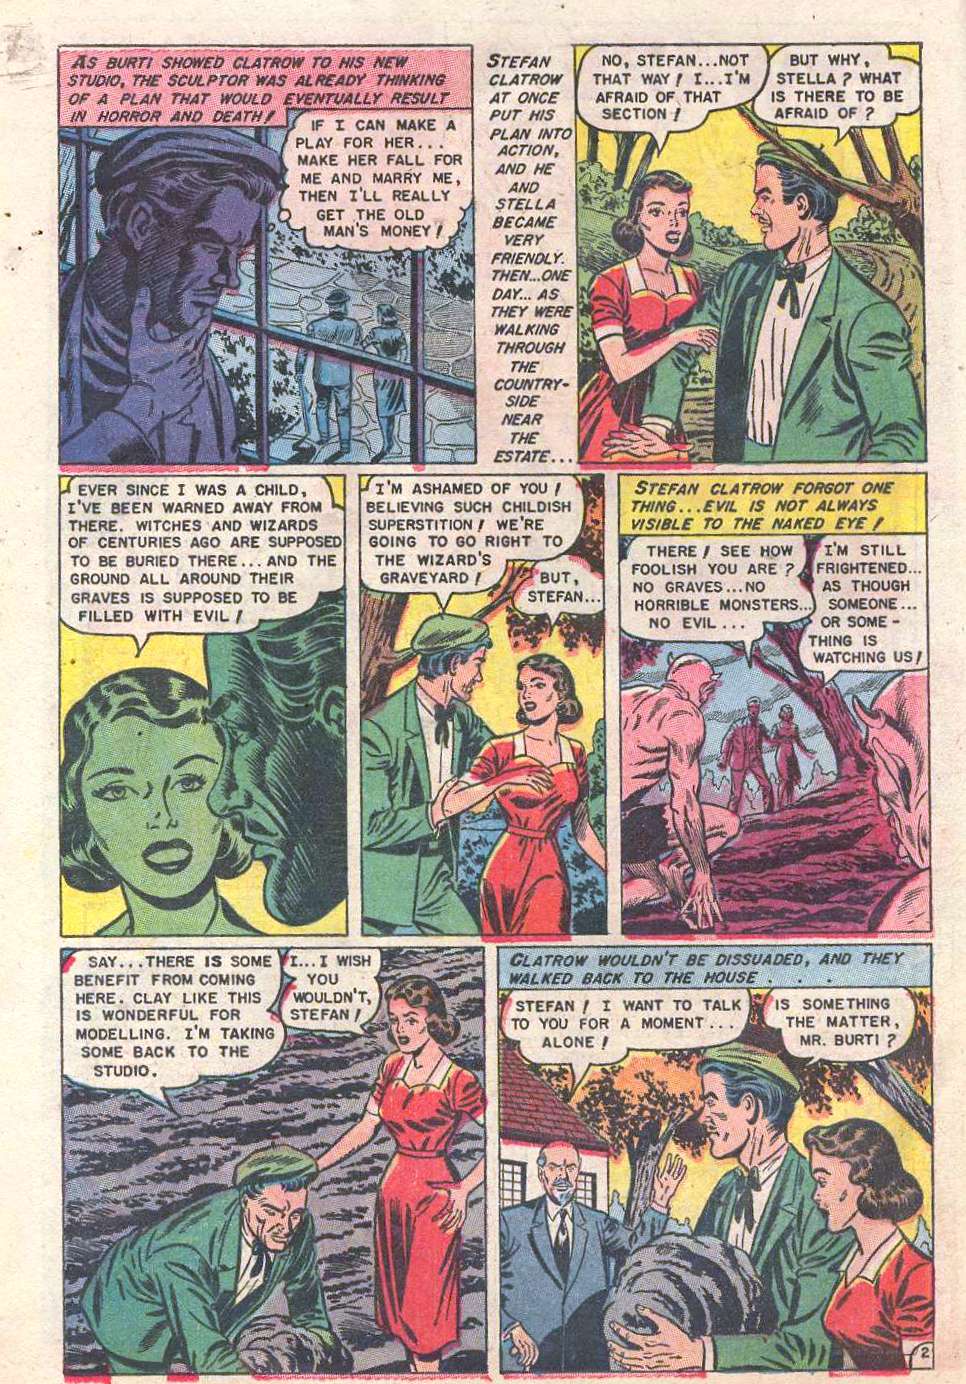 AS BURTI SHOWED CLATROW TO HIS NEW
STUDIO, THE SCULPTOR WAS ALREADY THINKING
OF A PLAN THAT WOULD EVENTUALLY RESULT
IN HORROR AND DEATH!
IF I CAN MAKE A
PLAY FOR HER...
MAKE HER FALL FOR
ME AND MARRY ME,
THEN I'LL REALLY
GET THE OLD
MAN'S MONEY!
STEFAN
CLATROW
AT ONCE
PUT HIS
PLAN INTO
ACTION,
AND HE
AND
STELLA
BECAME
VERY
FRIENDLY.
THEN...ONE
DAY... AS
THEY WERE
WALKING
THROUGH
THE
COUNTRY-
SIDE
NEAR
THE
ESTATE...
NO, STEFAN...NOT
THAT WAY! I...I'M
AFRAID OF THAT
SECTION!
BUT WHY,
STELLA? WHAT
IS THERE TO BE
AFRAID OF?
EVER SINCE I WAS A CHILD,
I'VE BEEN WARNED AWAY FROM
THERE. WITCHES AND WIZARDS
OF CENTURIES AGO ARE SUPPOSED
TO BE BURIED THERE...AND THE
GROUND ALL AROUND THEIR
GRAVES IS SUPPOSED TO BE
FILLED WITH EVIL!
I'M ASHAMED OF YOU!
BELIEVING SUCH CHILDISH
SUPERSTITION! WE'RE
GOING TO GO RIGHT TO
THE WIZARD'S
GRAVEYARD!
BUT,
STEFAN...
STEFAN CLATROW FORGOT ONE
THING...EVIL IS NOT ALWAYS
VISIBLE TO THE NAKED EYE!
THERE! SEE HOW
FOOLISH YOU ARE?
NO GRAVES...NO
HORRIBLE MONSTERS...
NO EVIL...
I'M STILL
FRIGHTENED...
AS THOUGH
SOMEONE...
OR SOME-
THING IS
WATCHING US!
SAY...THERE IS SOME
BENEFIT FROM COMING
HERE. CLAY LIKE THIS
IS WONDERFUL FOR
MODELLING. I'M TAKING
SOME BACK TO THE
STUDIO.
I...I WISH
YOU
WOULDN'T,
STEFAN!
CLATROW WOULDN'T BE DISSUADED, AND THEY
WALKED BACK TO THE HOUSE . . .
STEFAN! I WANT TO TALK
TO YOU FOR A MOMENT...
ALONE!
IS SOMETHING
THE MATTER,
MR. BURTI?
2